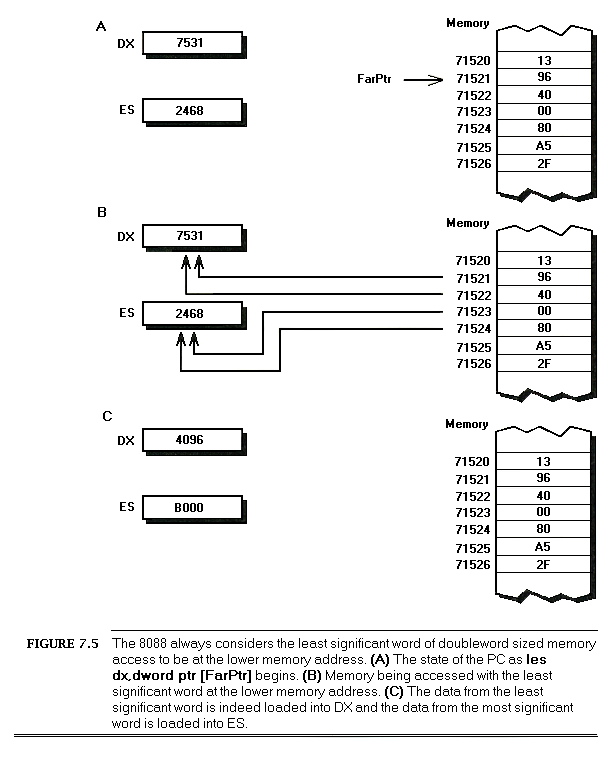 A
Memory
DX 7531
71520 13
FarPtr 71521 96
71522 40
ES 2468
71523 00
71524 80
71525 A5
71526 2F
B
Memory
DX 7531
71520 13
71521 96
71522 40
ES 2468
71523 00
71524 80
71525 A5
71526 2F
C
Memory
DX 4096
71520 13
71521 96
71522 40
ES B000
71523 00
71524 80
71525 A5
71526 2F
FIGURE 7.5 The 8088 always considers the least significant word of doubleword sized memory
access to be at the lower memory address. (A) The state of the PC as les
dx,dword ptr [FarPtr] begins. (B) Memory being accessed with the least
significant word at the lower memory address. (C) The data from the least
significant word is indeed loaded into DX and the data from the most significant
word is loaded into ES.